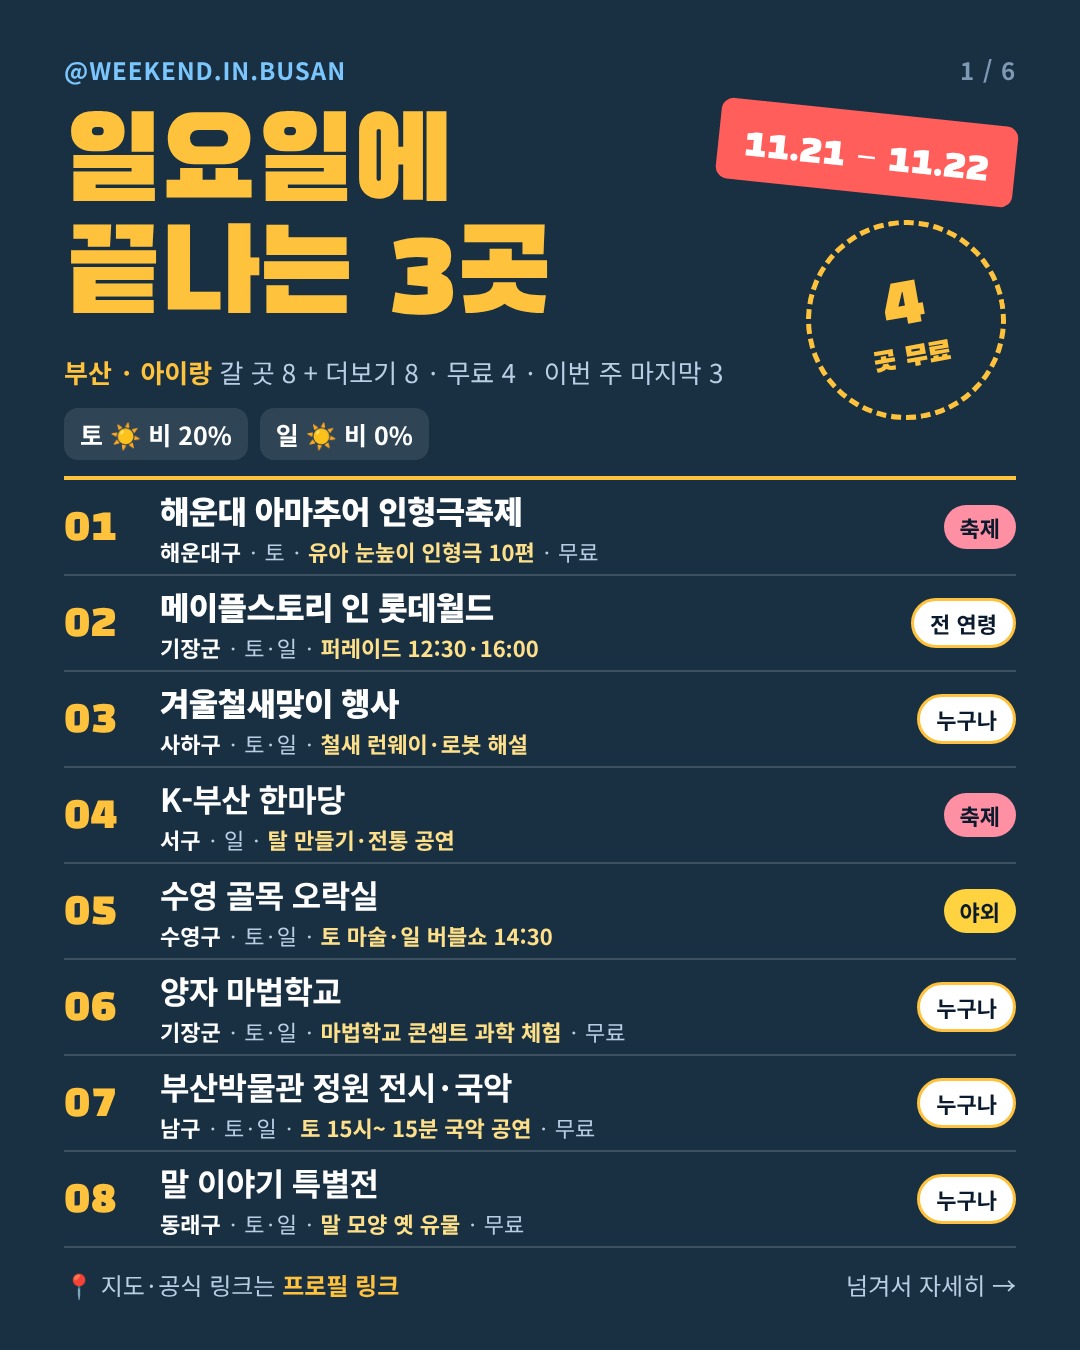 @WEEKEND.IN.BUSAN
1 / 6
일요일에
끝나는 3곳
11.21 – 11.22
4
곳 무료
부산 · 아이랑 갈 곳 8 + 더보기 8 · 무료 4 · 이번 주 마지막 3
토 ☀️ 비 20%
일 ☀️ 비 0%
01
해운대 아마추어 인형극축제
해운대구 · 토 · 유아 눈높이 인형극 10편 · 무료
축제
02
메이플스토리 인 롯데월드
기장군 · 토·일 · 퍼레이드 12:30·16:00
전 연령
03
겨울철새맞이 행사
사하구 · 토·일 · 철새 런웨이·로봇 해설
누구나
04
K-부산 한마당
서구 · 일 · 탈 만들기·전통 공연
축제
05
수영 골목 오락실
수영구 · 토·일 · 토 마술·일 버블쇼 14:30
야외
06
양자 마법학교
기장군 · 토·일 · 마법학교 콘셉트 과학 체험 · 무료
누구나
07
부산박물관 정원 전시·국악
남구 · 토·일 · 토 15시~ 15분 국악 공연 · 무료
누구나
08
말 이야기 특별전
동래구 · 토·일 · 말 모양 옛 유물 · 무료
누구나
📍 지도·공식 링크는 프로필 링크
넘겨서 자세히 →